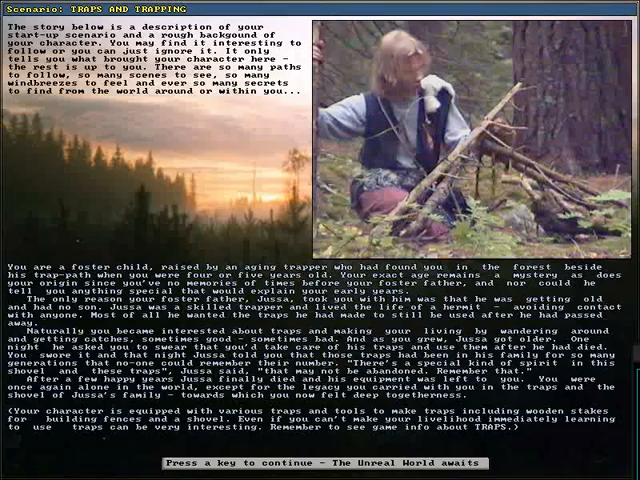 Scenario: TRAPS AND TRAPPING
The story below is a description of your
start-up scenario and a rough backgound of
your character. You may find it interesting to
follow or you can just ignore it. It only
tells you what brought your character here -
the rest is up to you. There are so many paths
to follow, so many scenes to see, so many
windbreezes to feel and ever so many secrets
to find from the world around or within you...
You are a foster child, raised by an aging trapper who had found you in the forest beside
his trap-path when you were four or five years old. Your exact age remains a mystery as does
your origin since you've no memories of times before your foster father, and nor could he
tell you anything special that would explain your early years.
The only reason your foster father, Jussa, took you with him was that he was getting old
and had no son. Jussa was a skilled trapper and lived the life of a hermit - avoiding contact
with anyone. Most of all he wanted the traps he had made to still be used after he had passed
away.
Naturally you became interested about traps and making your living by wandering around
and getting catches, sometimes good - sometimes bad. And as you grew, Jussa got older. One
night he asked you to swear that you'd take care of his traps and use them after he had died.
You swore it and that night Jussa told you that those traps had been in his family for so many
generations that no-one could remember their number. "There's a special kind of spirit in this
shovel and these traps", Jussa said, "that may not be abandoned. Remember that."
After a few happy years Jussa finally died and his equipment was left to you. You were
once again alone in the world, except for the legacy you carried with you in the traps and the
shovel of Jussa's family - towards which you now felt deep togetherness.
(Your character is equipped with various traps and tools to make traps including wooden stakes
for building fences and a shovel. Even if you can't make your livelihood immediately learning
to use traps can be very interesting. Remember to see game info about TRAPS.)
Press a key to continue - The Unreal World awaits